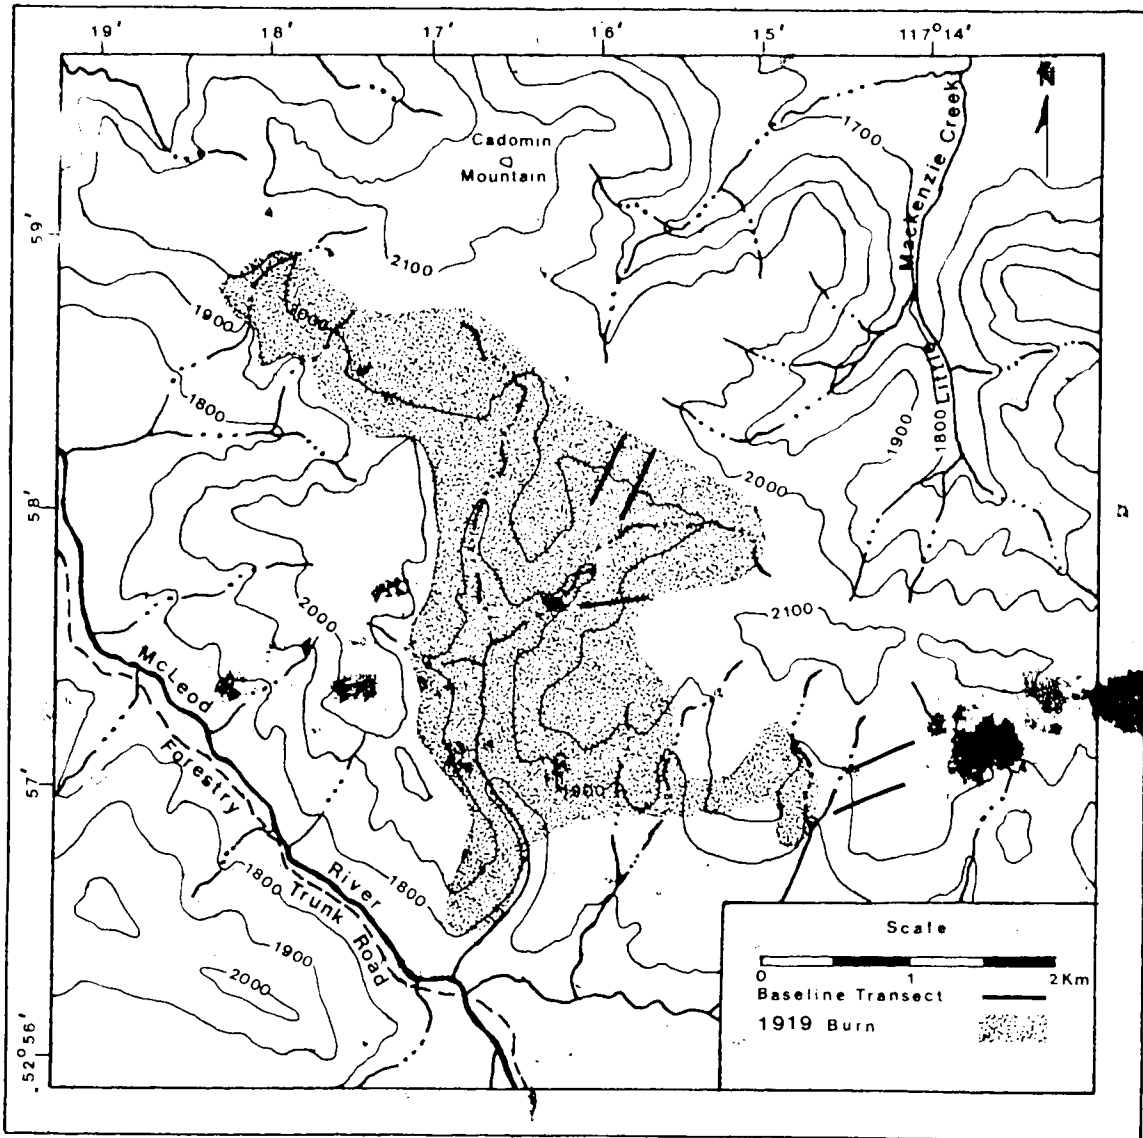 19' 18' 17' 16' 15' 117°14'
59'
58'
57'
52°56'
Cadomin
Mountain
Little Mackenzie Creek
1700
2100
1900
2000
1800
1900
1800
2000
2000
2100
McLeod River
Forestry Trunk Road
1900
1800
1800
1900
2000
Scale
0 1 2Km
Baseline Transect
1919 Burn